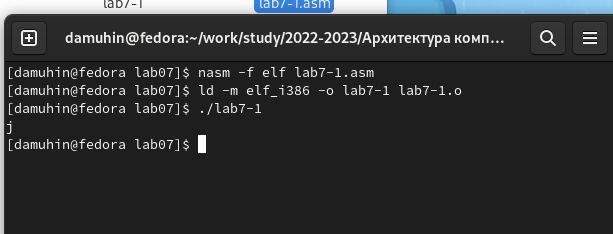 lab7-1
lab7-1.asm
damuhin@fedora:~/work/study/2022-2023/Архитектура комп...
[damuhin@fedora lab07]$ nasm -f elf lab7-1.asm
[damuhin@fedora lab07]$ ld -m elf_i386 -o lab7-1 lab7-1.o
[damuhin@fedora lab07]$ ./lab7-1
j
[damuhin@fedora lab07]$